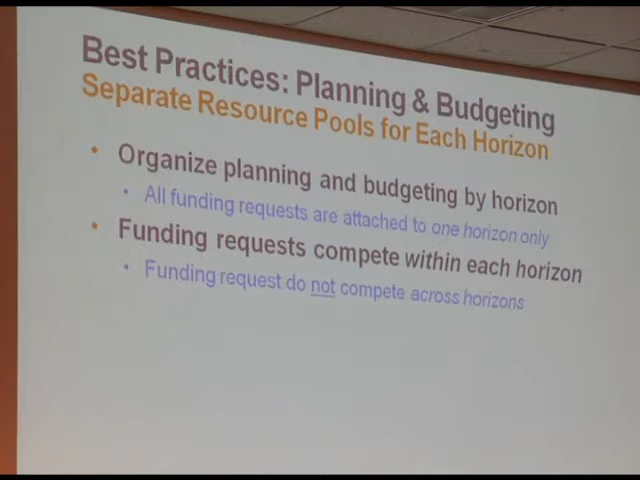 Best Practices: Planning & Budgeting
Separate Resource Pools for Each Horizon
• Organize planning and budgeting by horizon
• All funding requests are attached to one horizon only
• Funding requests compete within each horizon
• Funding request do not compete across horizons